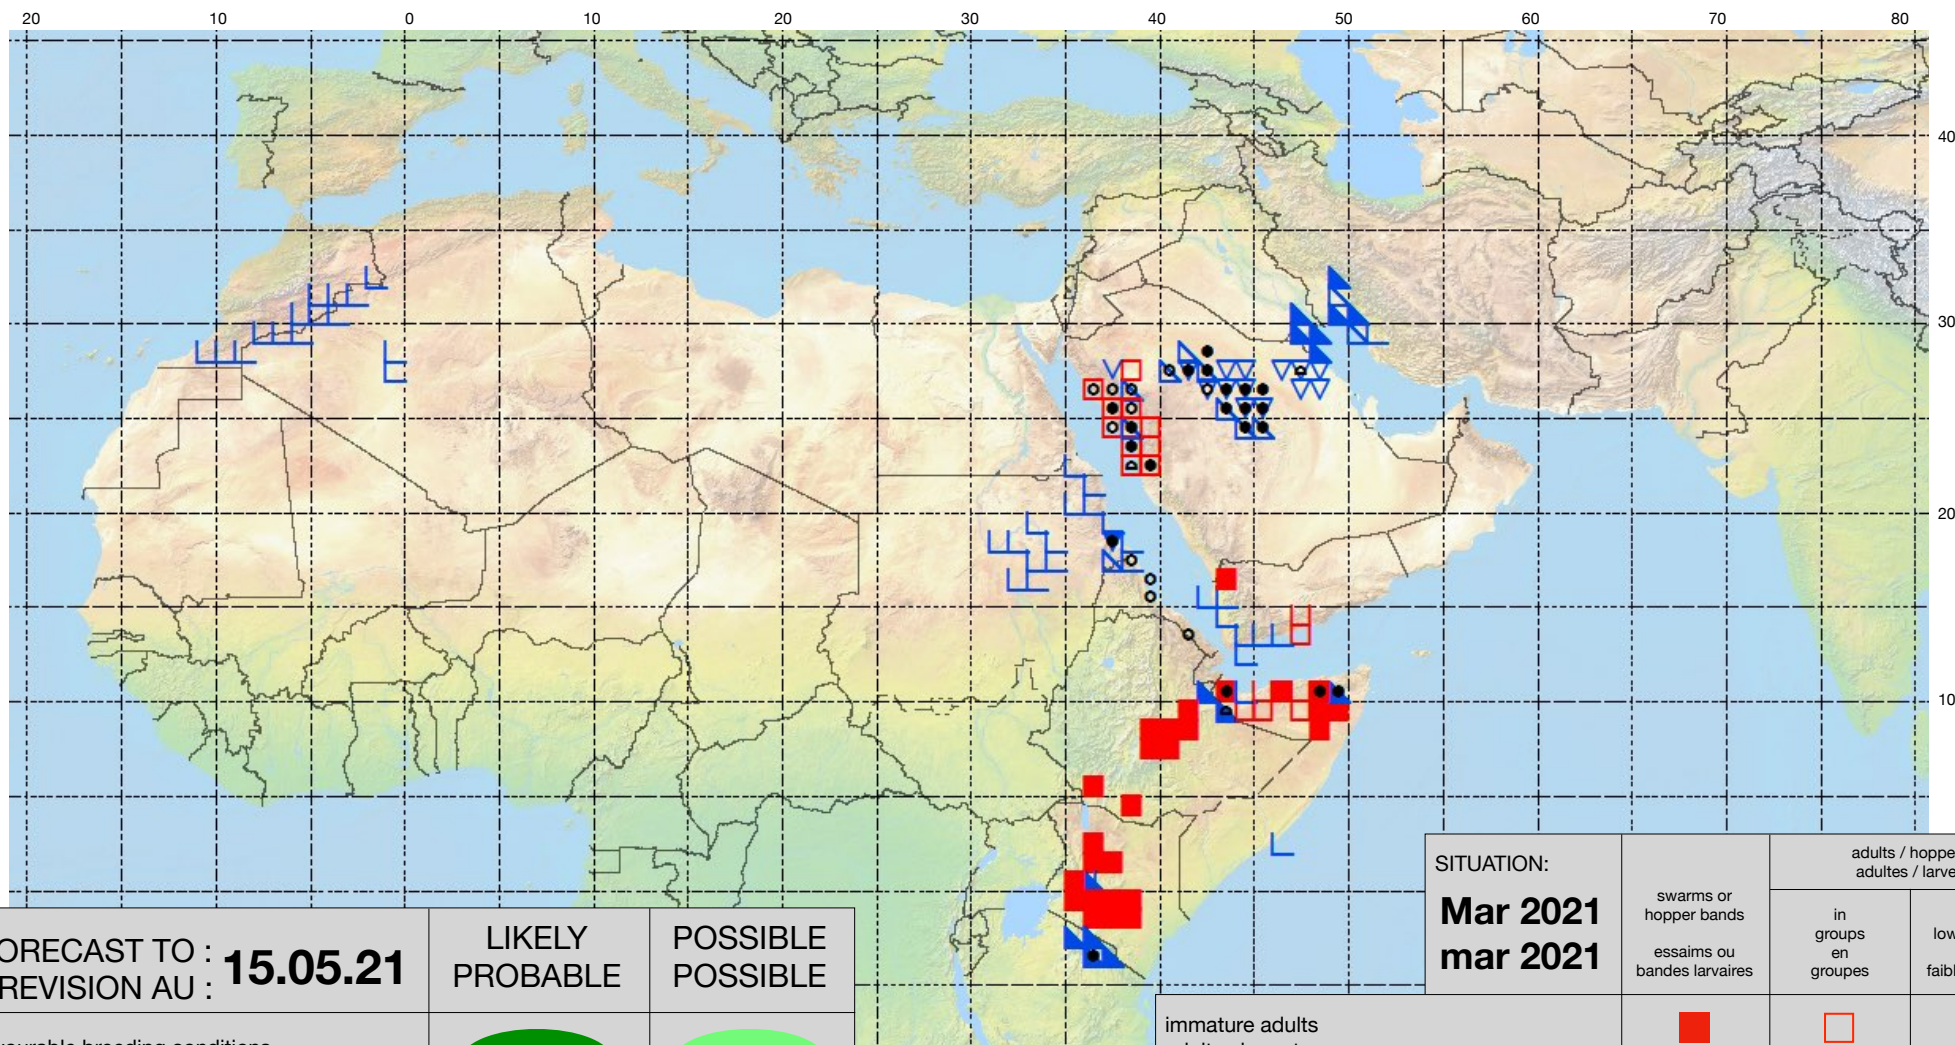 20 10 0 10 20 30 40 50 60 70 80
40
30
20
10
SITUATION:
Mar 2021
mar 2021
swarms or
hopper bands
essaims ou
bandes larvaires
adults / hoppe
adultes / larve
in
groups
en
groupes
low
faibl
immature adults
ORECAST TO :
REVISION AU :
15.05.21
LIKELY
PROBABLE
POSSIBLE
POSSIBLE